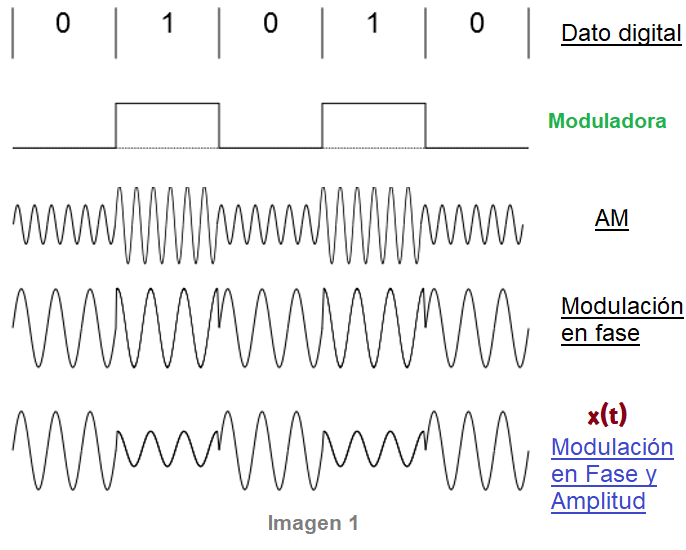 0 1 0 1 0
Dato digital
Moduladora
AM
Modulación
en fase
x(t)
Modulación
en Fase y
Amplitud
Imagen 1